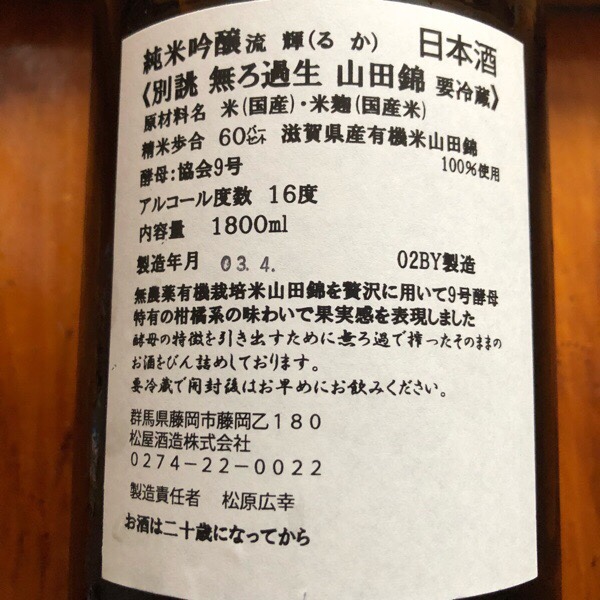 純米吟醸 流 輝(る か) 日本酒
《別誂 無ろ過生 山田錦 要冷蔵》
原材料名 米(国産)・米麹(国産米)
精米歩合 60パーセント 滋賀県産有機米山田錦
100%使用
酵母:協会9号
アルコール度数 16度
内容量 1800ml
製造年月 03.4. 02BY製造
無農薬有機栽培米山田錦を贅沢に用いて9号酵母
特有の柑橘系の味わいで果実感を表現しました
酵母の特徴を引き出すために無ろ過で搾ったそのままの
お酒をびん詰めしております。
要冷蔵で開封後はお早めにお飲みください。
群馬県藤岡市藤岡乙180
松屋酒造株式会社
0274-22-0022
製造責任者 松原広幸
お酒は二十歳になってから